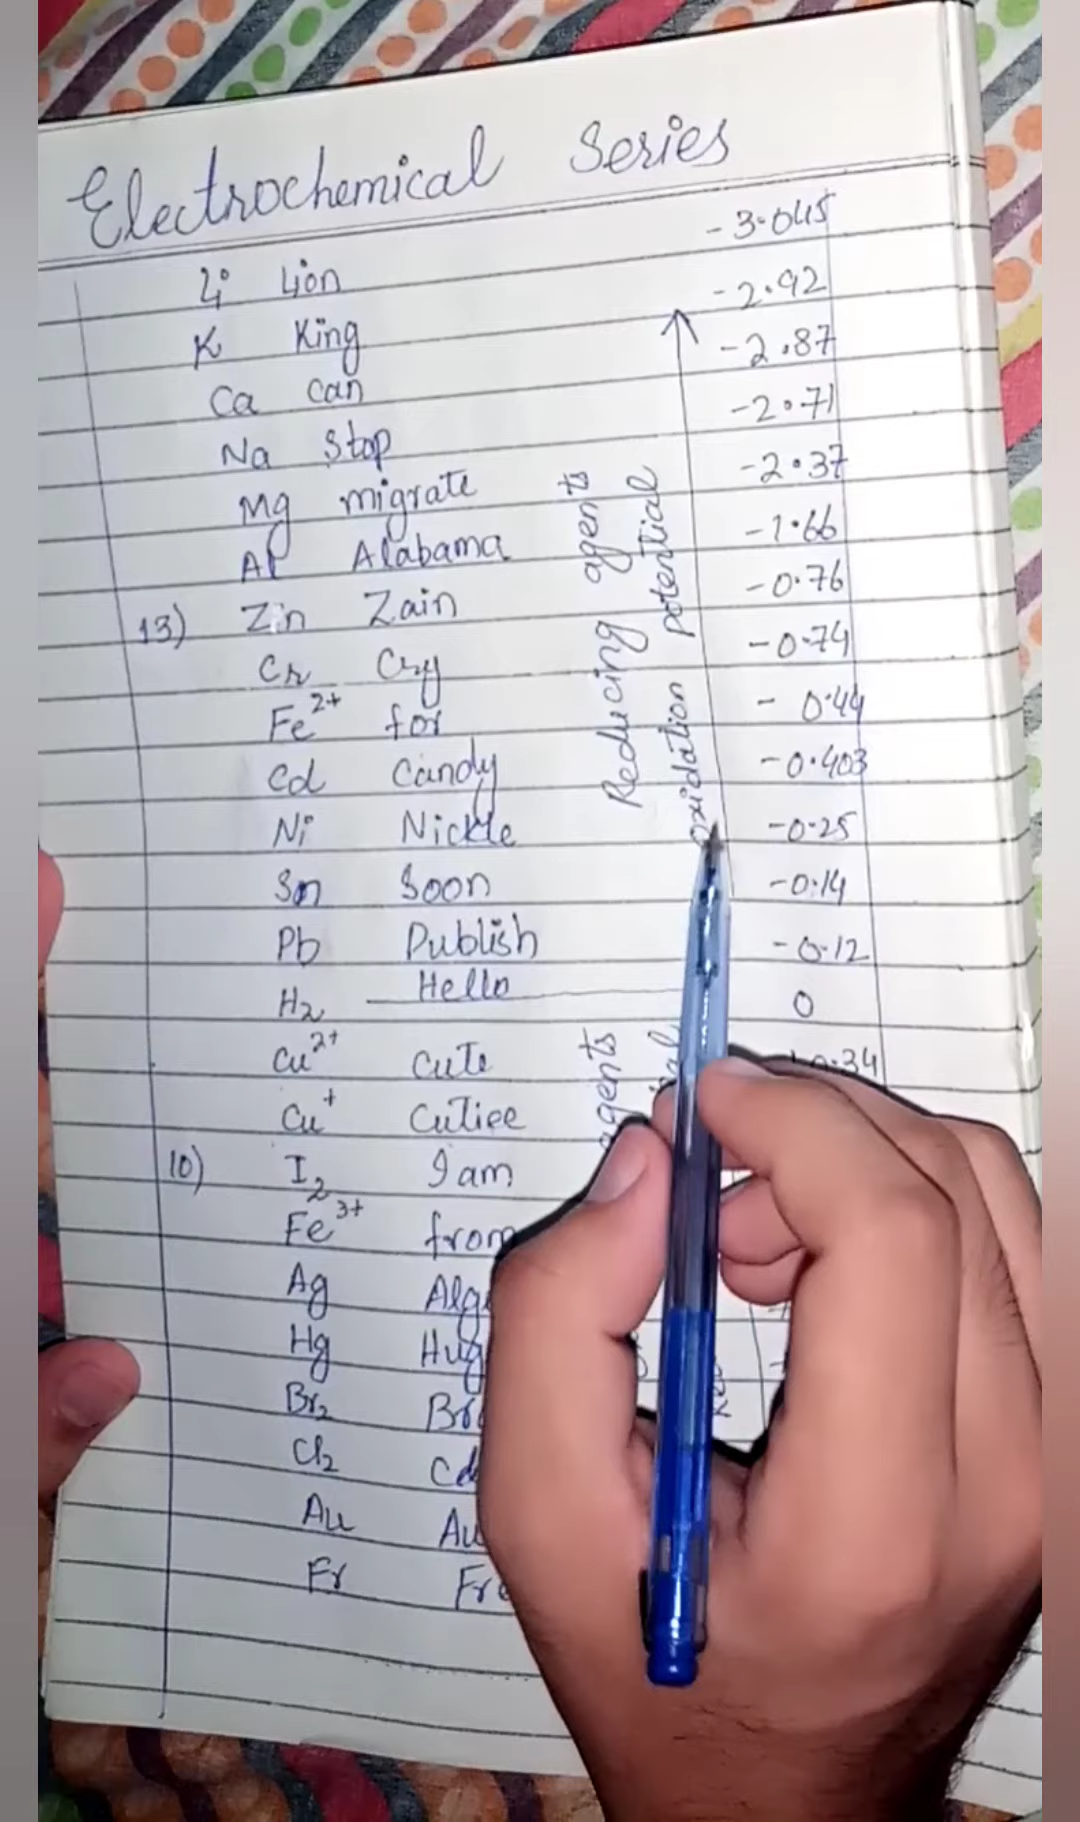 Electrochemical Series
Li Lion -3.045
K King -2.92
Ca Can -2.87
Na Stop -2.71
Mg migrate -2.37
Al Alabama -1.66
13) Zin Zain -0.76
Cr Cry -0.74
Fe2+ for -0.44
Cd Candy -0.403
Ni Nickle -0.25
Sn Soon -0.14
Pb Publish -0.12
H2 Hello 0
Cu2+ Cute 0.34
Cu+ Cutiee
10) I2 I am
Fe3+ from
Ag
Hg
Br2
Cl2
Au
Fr
Reducing agents
oxidation potential
agents